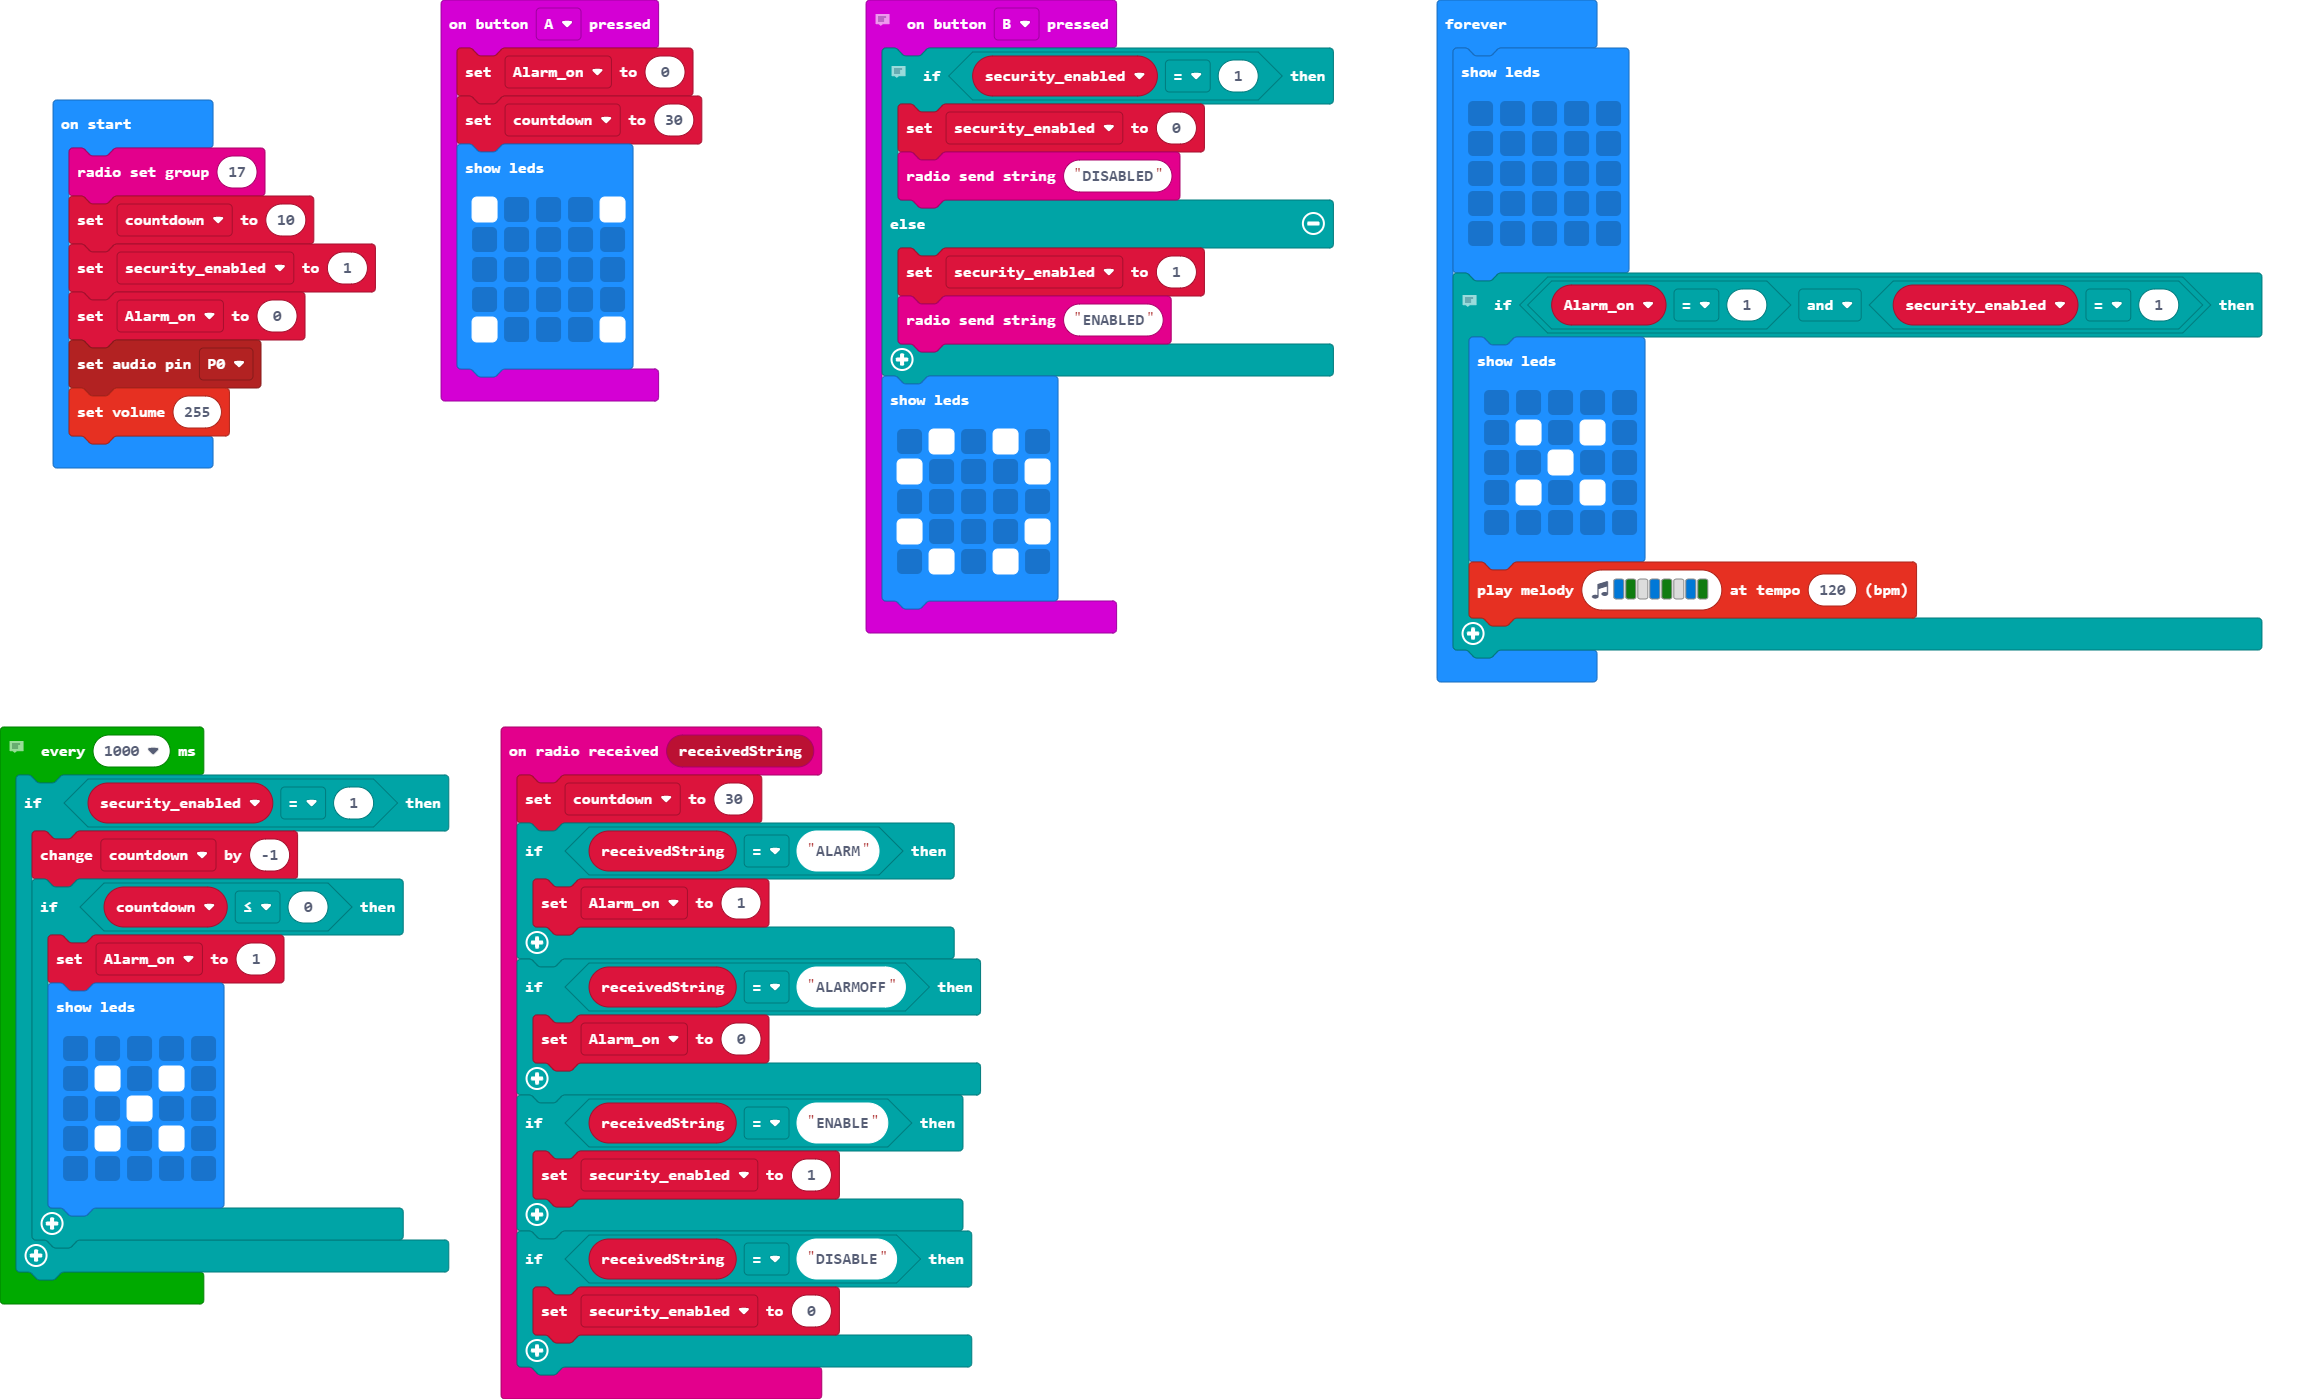 on start
radio set group 17
set countdown to 10
set security_enabled to 1
set Alarm_on to 0
set audio pin P0
set volume 255
on button A pressed
set Alarm_on to 0
set countdown to 30
show leds
on button B pressed
if security_enabled = 1 then
set security_enabled to 0
radio send string "DISABLED"
else
set security_enabled to 1
radio send string "ENABLED"
show leds
forever
show leds
if Alarm_on = 1 and security_enabled = 1 then
show leds
play melody at tempo 120 (bpm)
every 1000 ms
if security_enabled = 1 then
change countdown by -1
if countdown ≤ 0 then
set Alarm_on to 1
show leds
on radio received receivedString
set countdown to 30
if receivedString = "ALARM" then
set Alarm_on to 1
if receivedString = "ALARMOFF" then
set Alarm_on to 0
if receivedString = "ENABLE" then
set security_enabled to 1
if receivedString = "DISABLE" then
set security_enabled to 0